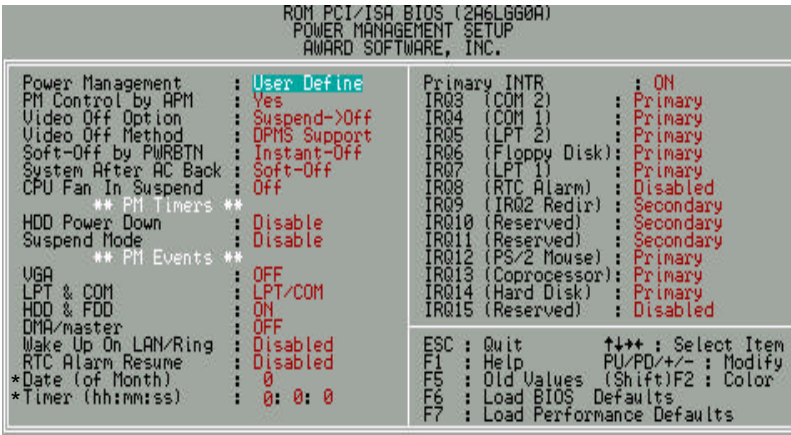 ROM PCI/ISA BIOS (2A6LGG0A)
POWER MANAGEMENT SETUP
AWARD SOFTWARE, INC.
Power Management : User Define
PM Control by APM : Yes
Video Off Option : Suspend->Off
Video Off Method : DPMS Support
Soft-Off by PWRBTN : Instant-Off
System After AC Back : Soft-Off
CPU Fan In Suspend : Off
** PM Timers **
HDD Power Down : Disable
Suspend Mode : Disable
** PM Events **
VGA : OFF
LPT & COM : LPT/COM
HDD & FDD : ON
DMA/master : OFF
Wake Up On LAN/Ring : Disabled
RTC Alarm Resume : Disabled
*Date (of Month) : 0
*Timer (hh:mm:ss) : 0: 0: 0
Primary INTR : ON
IRQ3 (COM 2) : Primary
IRQ4 (COM 1) : Primary
IRQ5 (LPT 2) : Primary
IRQ6 (Floppy Disk): Primary
IRQ7 (LPT 1) : Primary
IRQ8 (RTC Alarm) : Disabled
IRQ9 (IRQ2 Redir) : Secondary
IRQ10 (Reserved) : Secondary
IRQ11 (Reserved) : Secondary
IRQ12 (PS/2 Mouse) : Primary
IRQ13 (Coprocessor): Primary
IRQ14 (Hard Disk) : Primary
IRQ15 (Reserved) : Disabled
ESC : Quit ↑↓→← : Select Item
F1 : Help PU/PD/+/- : Modify
F5 : Old Values (Shift)F2 : Color
F6 : Load BIOS Defaults
F7 : Load Performance Defaults